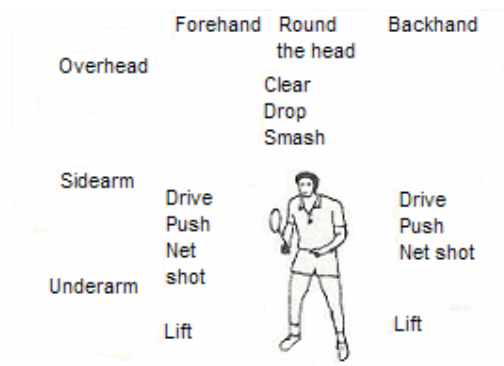 Forehand Round Backhand
the head
Overhead
Clear
Drop
Smash
Sidearm
Drive Drive
Push Push
Net Net shot
shot
Underarm
Lift Lift